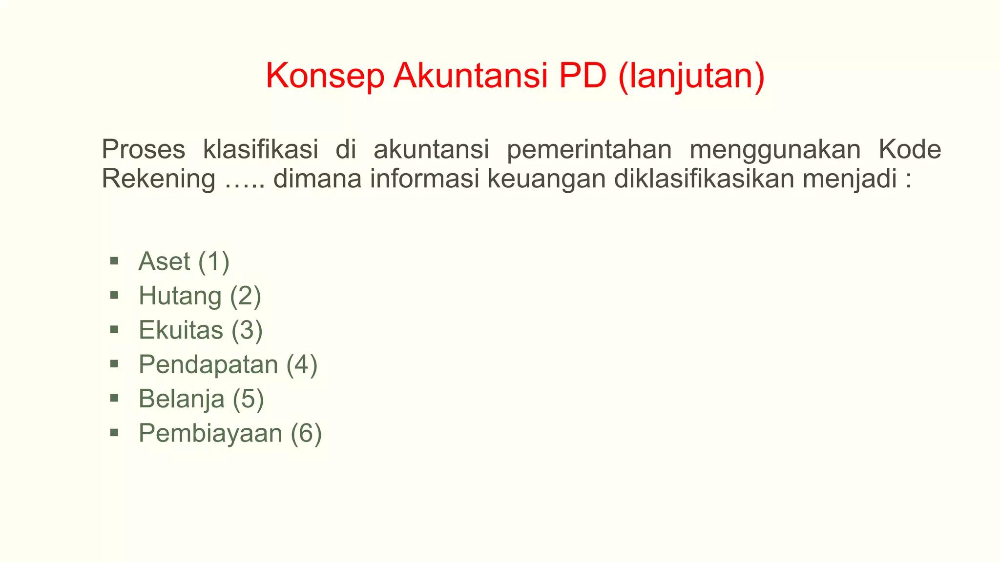 Konsep Akuntansi PD (lanjutan)
Proses klasifikasi di akuntansi pemerintahan menggunakan Kode
Rekening ….. dimana informasi keuangan diklasifikasikan menjadi :
▪ Aset (1)
▪ Hutang (2)
▪ Ekuitas (3)
▪ Pendapatan (4)
▪ Belanja (5)
▪ Pembiayaan (6)